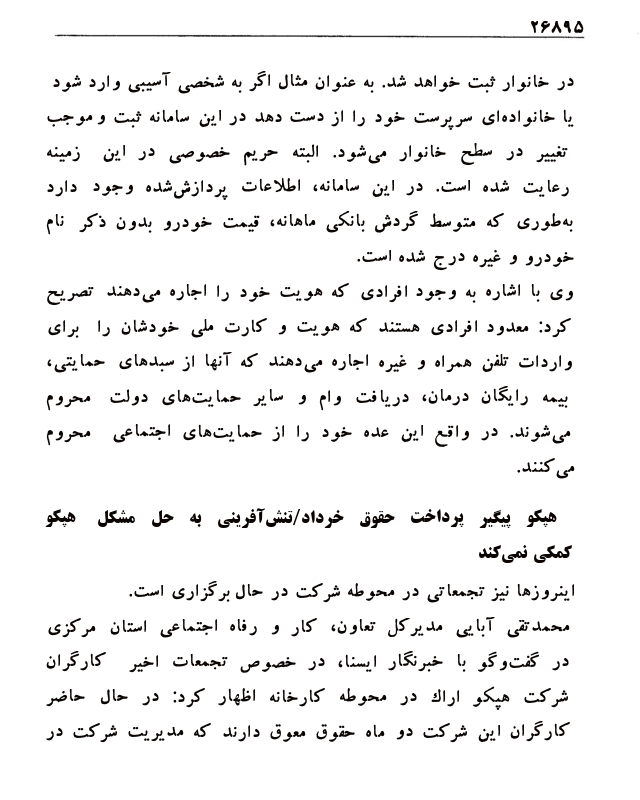 ۲۶۸۹۵
در خانوار ثبت خواهد شد. به عنوان مثال اگر به شخصی آسیبی وارد شود
یا خانواده‌ای سرپرست خود را از دست دهد در این سامانه ثبت و موجب
تغییر در سطح خانوار می‌شود. البته حریم خصوصی در این زمینه
رعایت شده است. در این سامانه، اطلاعات پردازش‌شده وجود دارد
به‌طوری که متوسط گردش بانکی ماهانه، قیمت خودرو بدون ذکر نام
خودرو و غیره درج شده است.
وی با اشاره به وجود افرادی که هویت خود را اجاره می‌دهند تصریح
کرد: معدود افرادی هستند که هویت و کارت ملی خودشان را برای
واردات تلفن همراه و غیره اجاره می‌دهند که آنها از سبدهای حمایتی،
بیمه رایگان درمان، دریافت وام و سایر حمایت‌های دولت محروم
می‌شوند. در واقع این عده خود را از حمایت‌های اجتماعی محروم
می‌کنند.
هپکو پیگیر پرداخت حقوق خرداد/تنش‌آفرینی به حل مشکل هپکو
کمکی نمی‌کند
اینروزها نیز تجمعاتی در محوطه شرکت در حال برگزاری است.
محمدتقی آبایی مدیرکل تعاون، کار و رفاه اجتماعی استان مرکزی
در گفت‌وگو با خبرنگار ایسنا، در خصوص تجمعات اخیر کارگران
شرکت هپکو اراك در محوطه کارخانه اظهار کرد: در حال حاضر
کارگران این شرکت دو ماه حقوق معوق دارند که مدیریت شرکت در